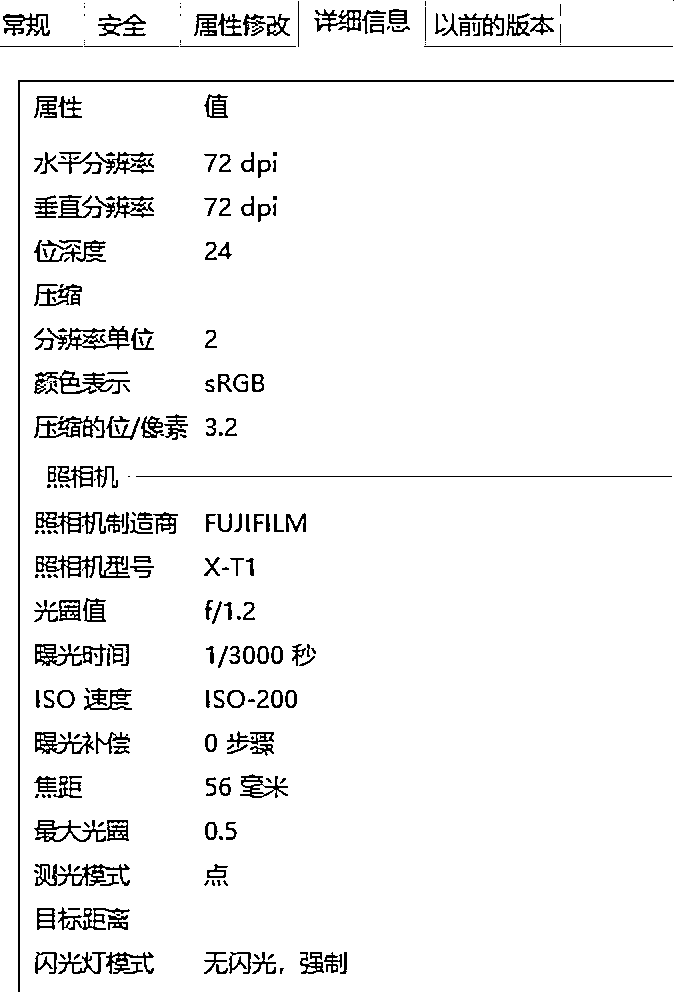 常规 安全 属性修改 详细信息 以前的版本
属性 值
水平分辨率 72 dpi
垂直分辨率 72 dpi
位深度 24
压缩
分辨率单位 2
颜色表示 sRGB
压缩的位/像素 3.2
照相机
照相机制造商 FUJIFILM
照相机型号 X-T1
光圈值 f/1.2
曝光时间 1/3000 秒
ISO 速度 ISO-200
曝光补偿 0 步骤
焦距 56 毫米
最大光圈 0.5
测光模式 点
目标距离
闪光灯模式 无闪光，强制